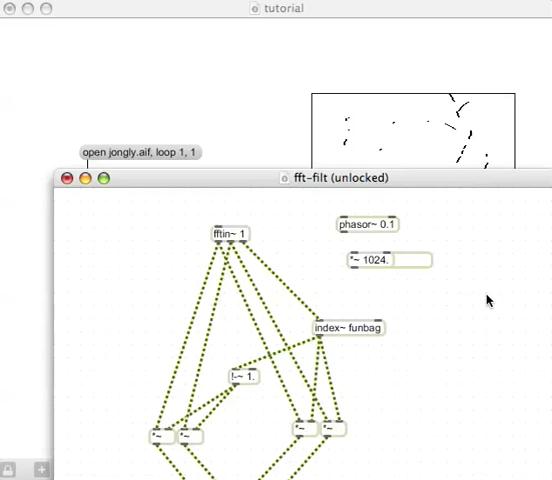 tutorial
open jongly.aif, loop 1, 1
fft-filt (unlocked)
phasor~ 0.1
fftin~ 1
*~ 1024.
index~ funbag
!-~ 1.
*~ *~ *~ *~